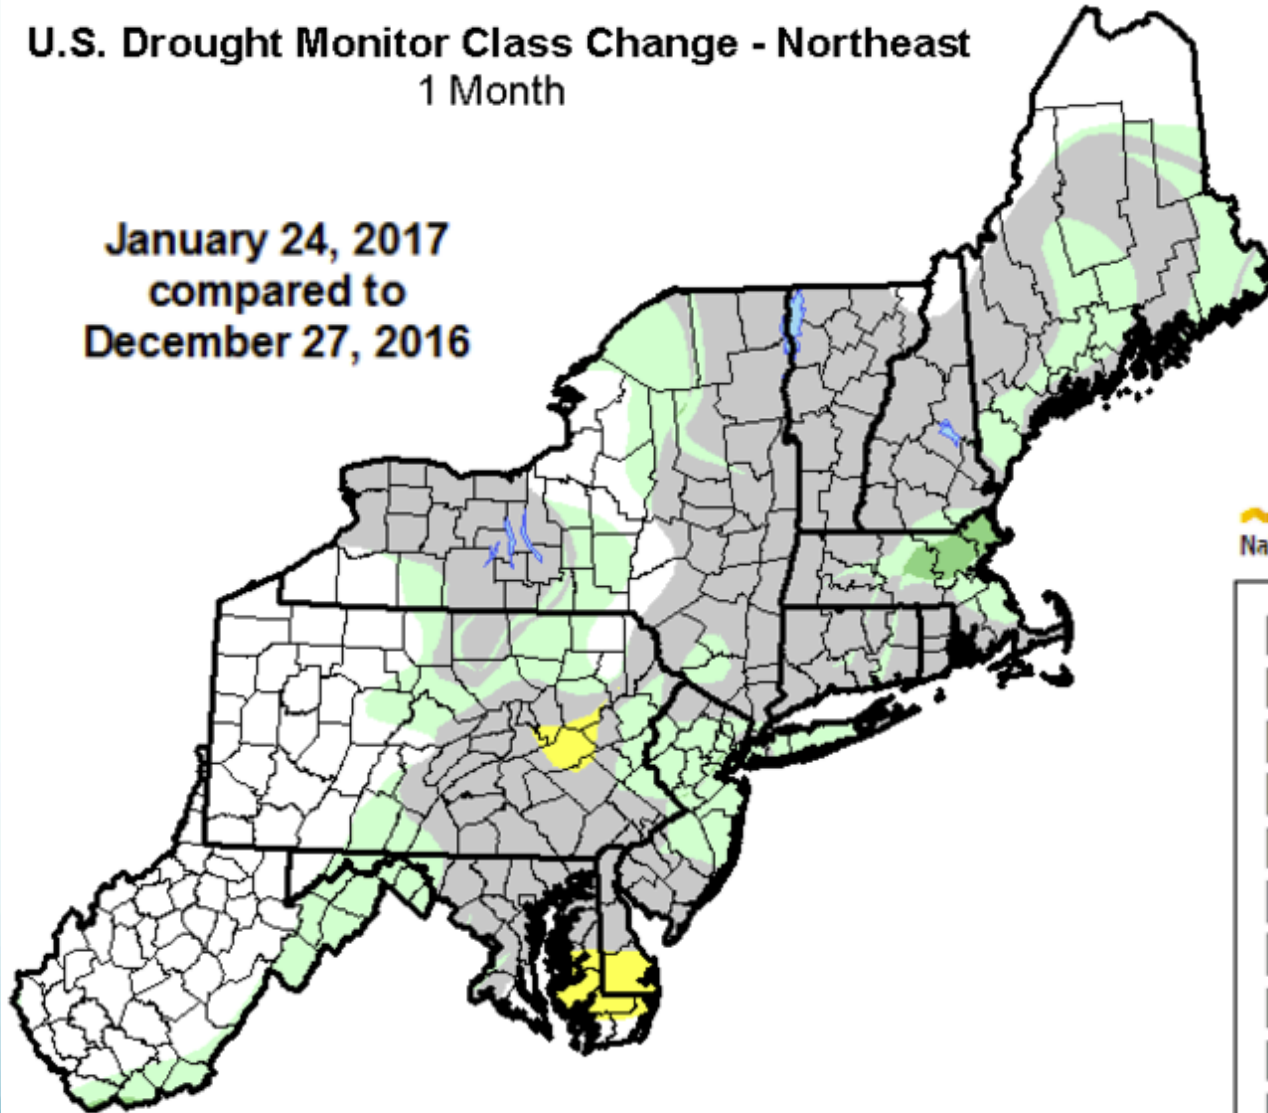 U.S. Drought Monitor Class Change - Northeast
1 Month
January 24, 2017
compared to
December 27, 2016